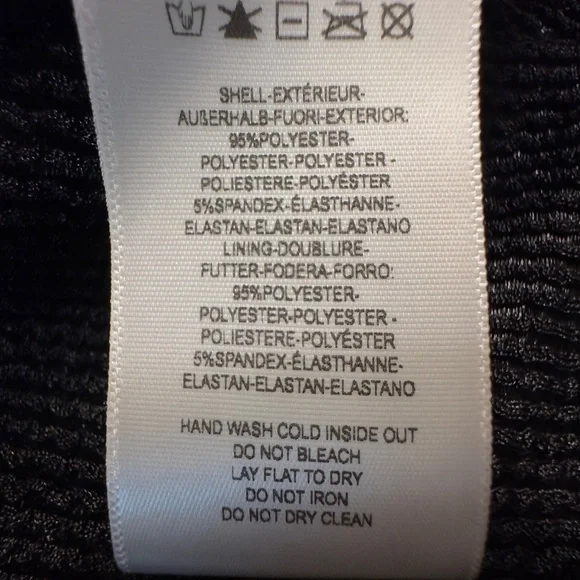 SHELL-EXTÉRIEUR-
AUßERHALB-FUORI-EXTERIOR:
95%POLYESTER-
POLYESTER-POLYESTER -
POLIESTERE-POLYÉSTER
5%SPANDEX-ÉLASTHANNE-
ELASTAN-ELASTAN-ELASTANO
LINING-DOUBLURE-
FUTTER-FODERA-FORRO:
95%POLYESTER-
POLYESTER-POLYESTER -
POLIESTERE-POLYÉSTER
5%SPANDEX-ÉLASTHANNE-
ELASTAN-ELASTAN-ELASTANO
HAND WASH COLD INSIDE OUT
DO NOT BLEACH
LAY FLAT TO DRY
DO NOT IRON
DO NOT DRY CLEAN